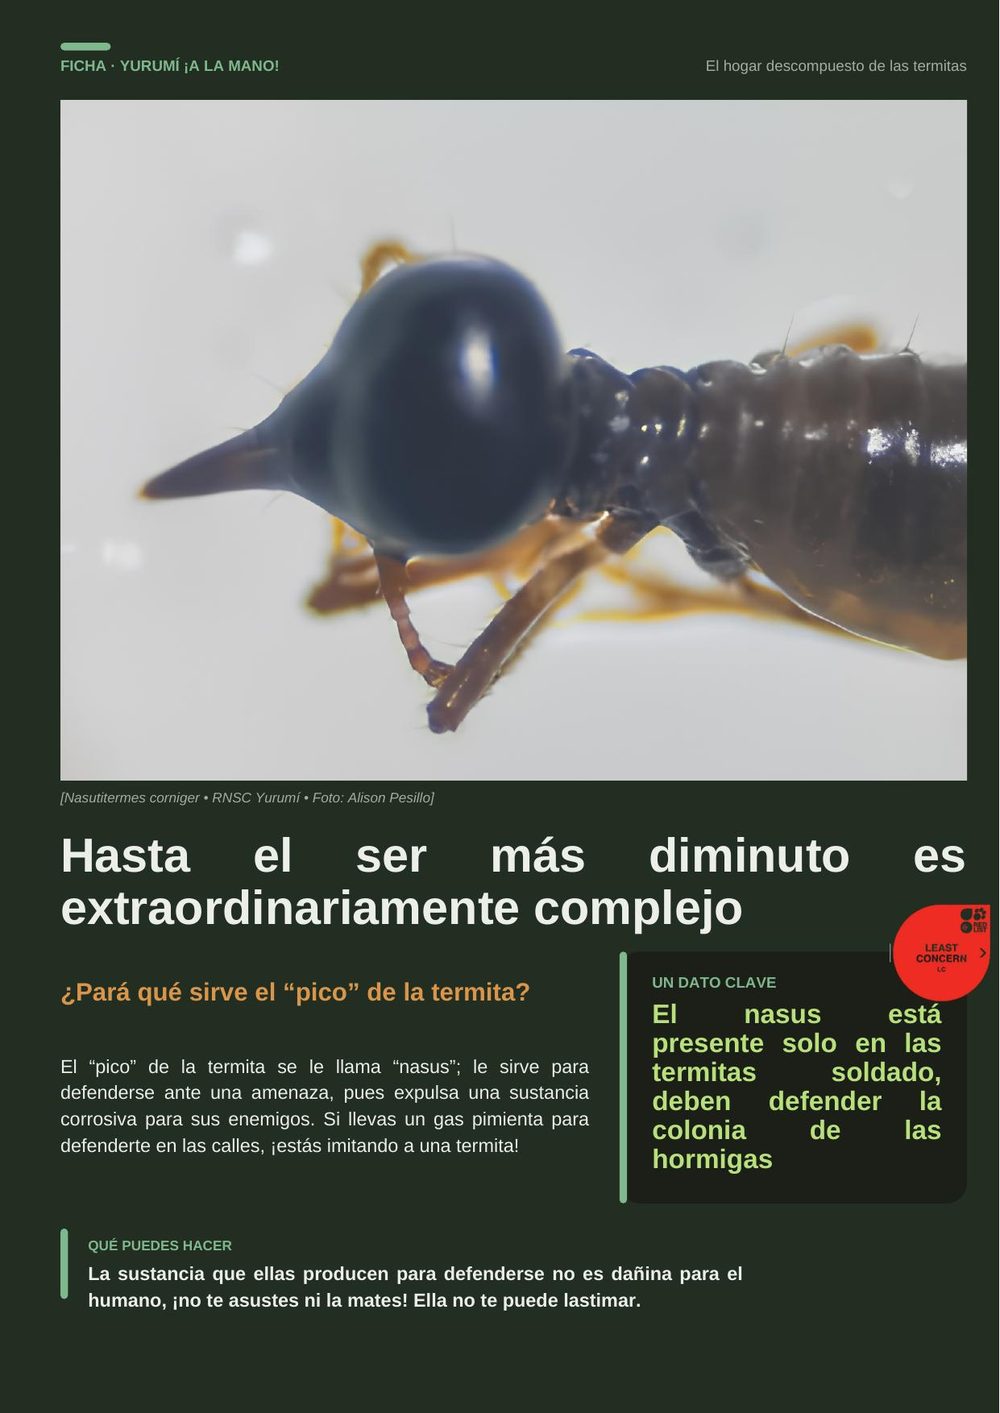 FICHA · YURUMÍ ¡A LA MANO!
El hogar descompuesto de las termitas
[Nasutitermes corniger • RNSC Yurumí • Foto: Alison Pesillo]
Hasta el ser más diminuto es
extraordinariamente complejo
¿Pará qué sirve el “pico” de la termita?
El “pico” de la termita se le llama “nasus”; le sirve para
defenderse ante una amenaza, pues expulsa una sustancia
corrosiva para sus enemigos. Si llevas un gas pimienta para
defenderte en las calles, ¡estás imitando a una termita!
RED
LIST
LEAST
CONCERN
LC
UN DATO CLAVE
El nasus está
presente solo en las
termitas soldado,
deben defender la
colonia de las
hormigas
QUÉ PUEDES HACER
La sustancia que ellas producen para defenderse no es dañina para el
humano, ¡no te asustes ni la mates! Ella no te puede lastimar.